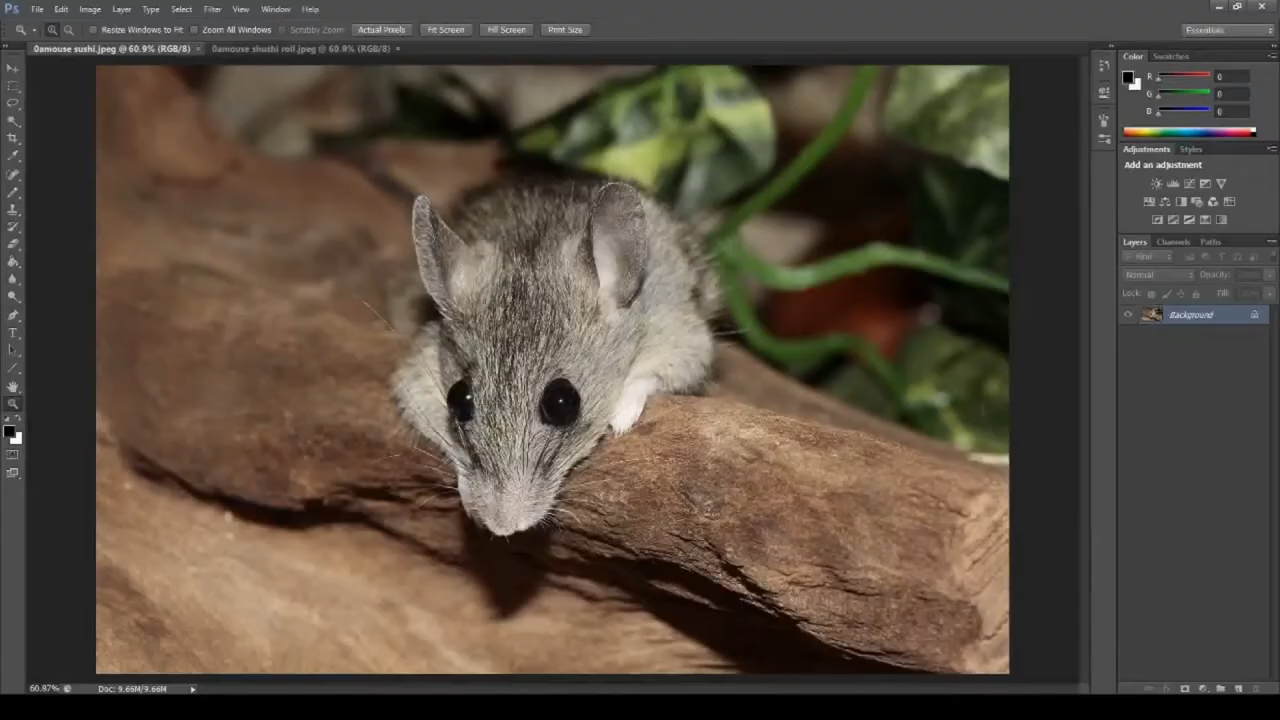 Ps File Edit Image Layer Type Select Filter View Window Help
Resize Windows to Fit Zoom All Windows Scrubby Zoom Actual Pixels Fit Screen Fill Screen Print Size Essentials
0amouse sushi.jpeg @ 60.9% (RGB/8) × 0amouse shushi roll.jpeg @ 60.9% (RGB/8) ×
Color Swatches
R 0
G 0
B 0
Adjustments Styles
Add an adjustment
Layers Channels Paths
Kind
Normal Opacity:
Lock: Fill:
Background
60.87% Doc: 9.66M/9.66M